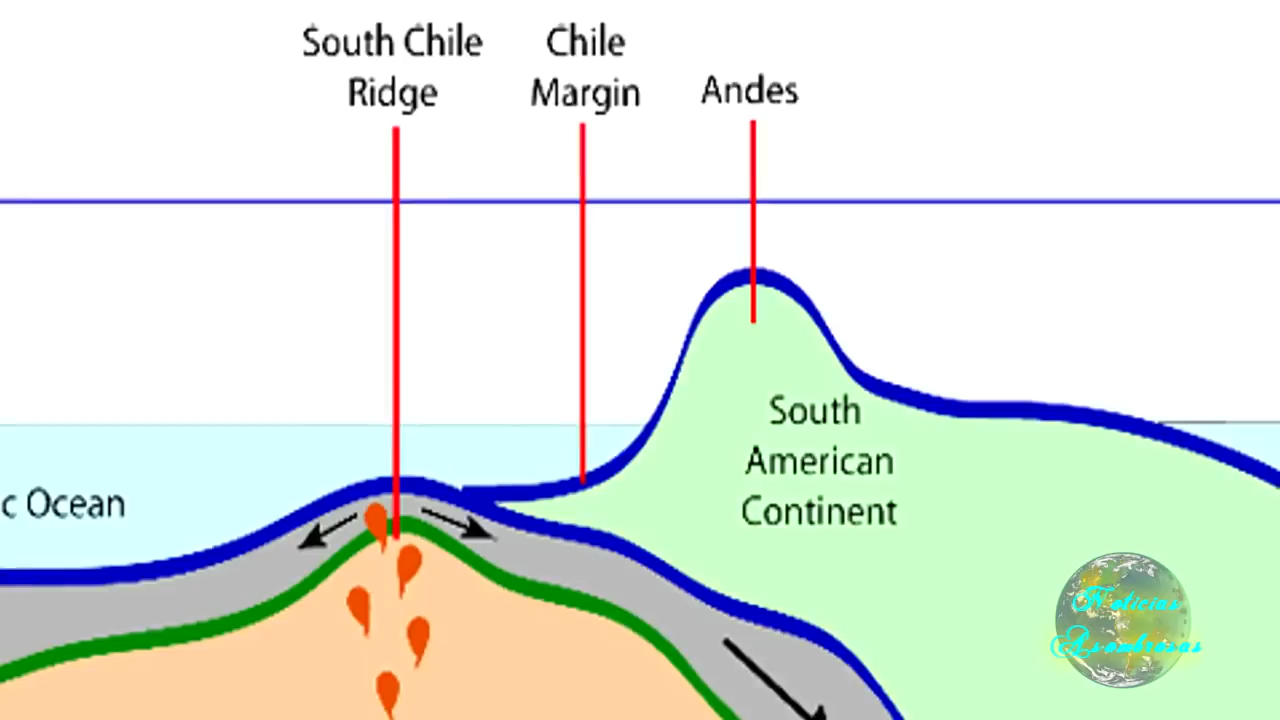 South Chile
Ridge
Chile
Margin
Andes
South
American
Continent
c Ocean
Noticias
Asombrosas